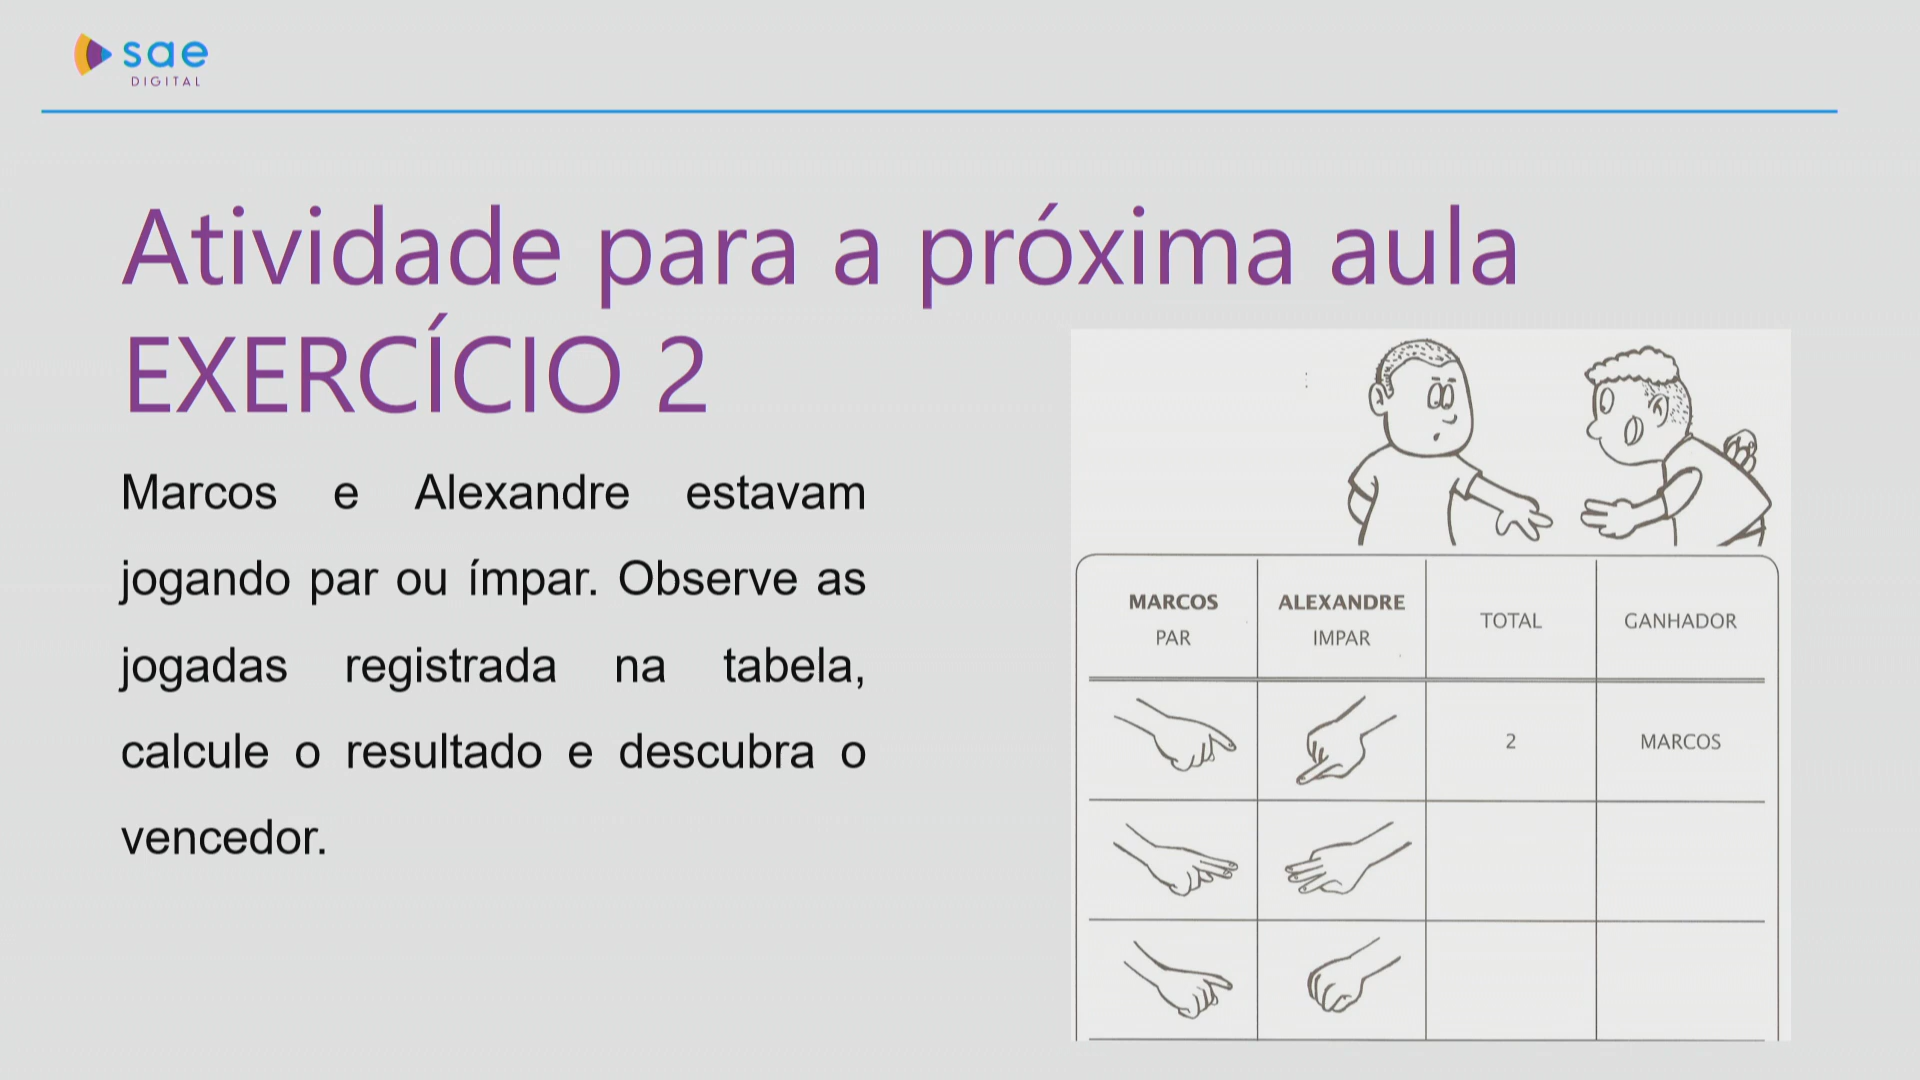 sae
DIGITAL
Atividade para a próxima aula
EXERCÍCIO 2
Marcos e Alexandre estavam
jogando par ou ímpar. Observe as
jogadas registrada na tabela,
calcule o resultado e descubra o
vencedor.
MARCOS ALEXANDRE TOTAL GANHADOR
PAR IMPAR
2 MARCOS